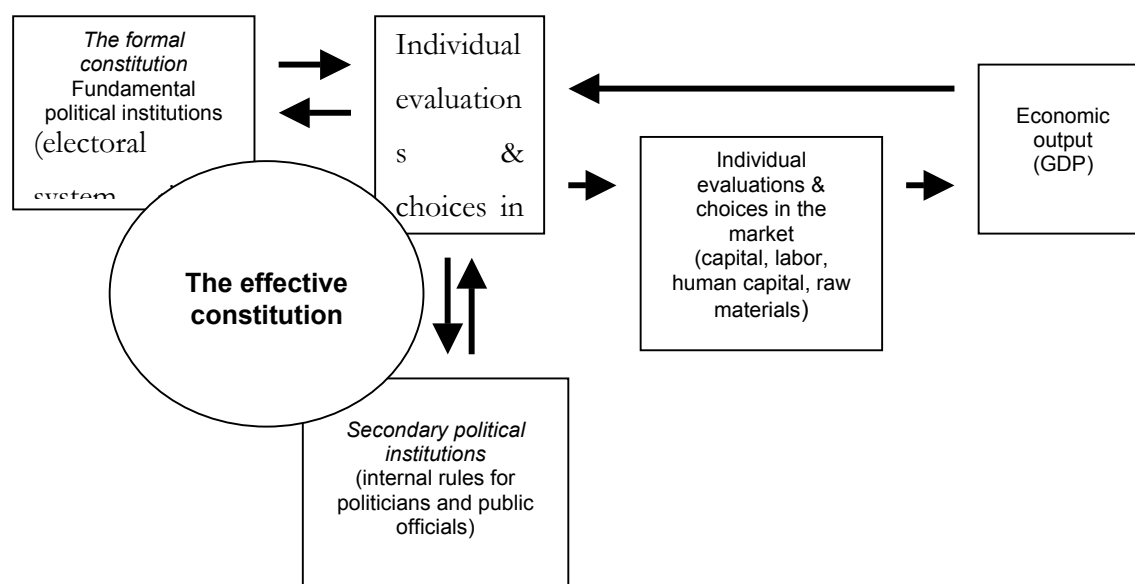 The formal
constitution
Fundamental
political institutions
(electoral
Individual
evaluation
s &
choices in
The effective
constitution
Secondary political
institutions
(internal rules for
politicians and public
officials)
Individual
evaluations &
choices in the
market
(capital, labor,
human capital, raw
materials)
Economic
output
(GDP)